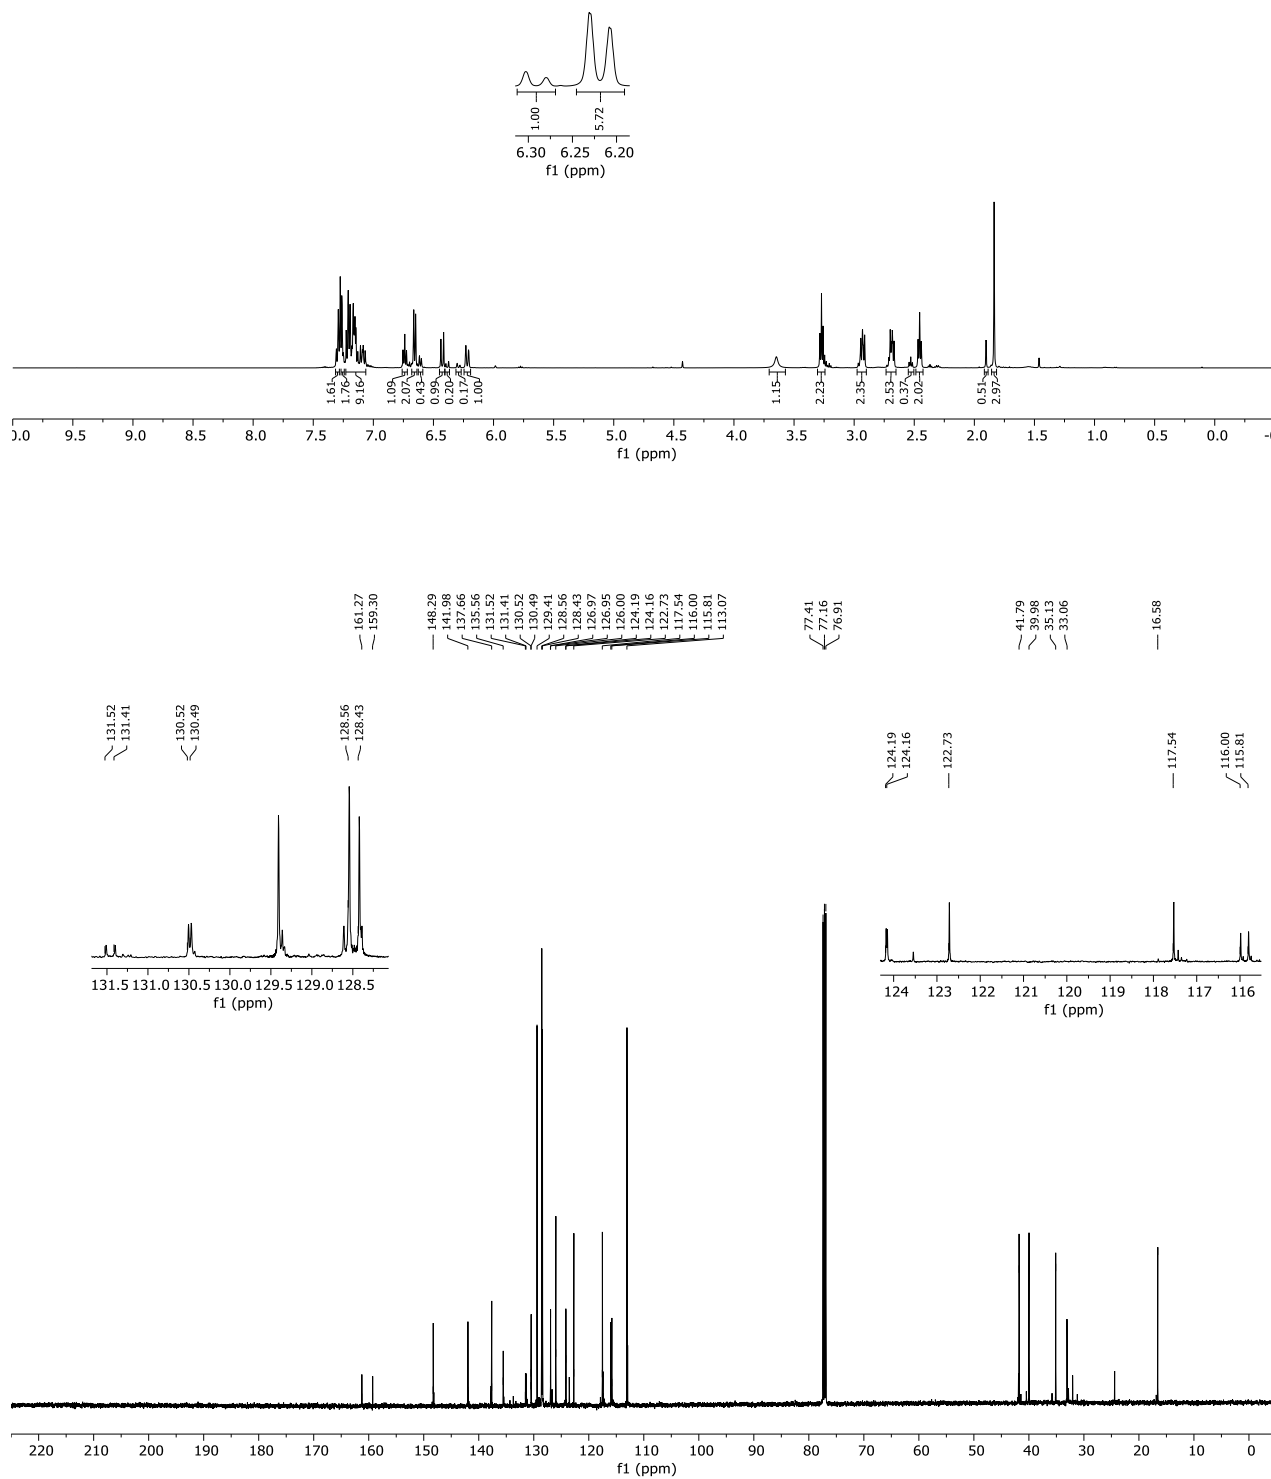 1.00 5.72
6.30 6.25 6.20
f1 (ppm)
1.61 1.76 9.16 1.09 2.07 0.43 0.99 0.20 0.17 1.00 1.15 2.23 2.35 2.53 0.37 2.02 0.51 2.97
0.0 9.5 9.0 8.5 8.0 7.5 7.0 6.5 6.0 5.5 5.0 4.5 4.0 3.5 3.0 2.5 2.0 1.5 1.0 0.5 0.0
f1 (ppm)
161.27 159.30 148.29 141.98 137.66 135.56 131.52 131.41 130.52 130.49 129.41 128.56 128.43 126.97 126.95 126.00 124.19 124.16 122.73 117.54 116.00 115.81 113.07 77.41 77.16 76.91 41.79 39.98 35.13 33.06 16.58
131.52 131.41 130.52 130.49 128.56 128.43
131.5 131.0 130.5 130.0 129.5 129.0 128.5
f1 (ppm)
124.19 124.16 122.73 117.54 116.00 115.81
124 123 122 121 120 119 118 117 116
f1 (ppm)
220 210 200 190 180 170 160 150 140 130 120 110 100 90 80 70 60 50 40 30 20 10 0
f1 (ppm)